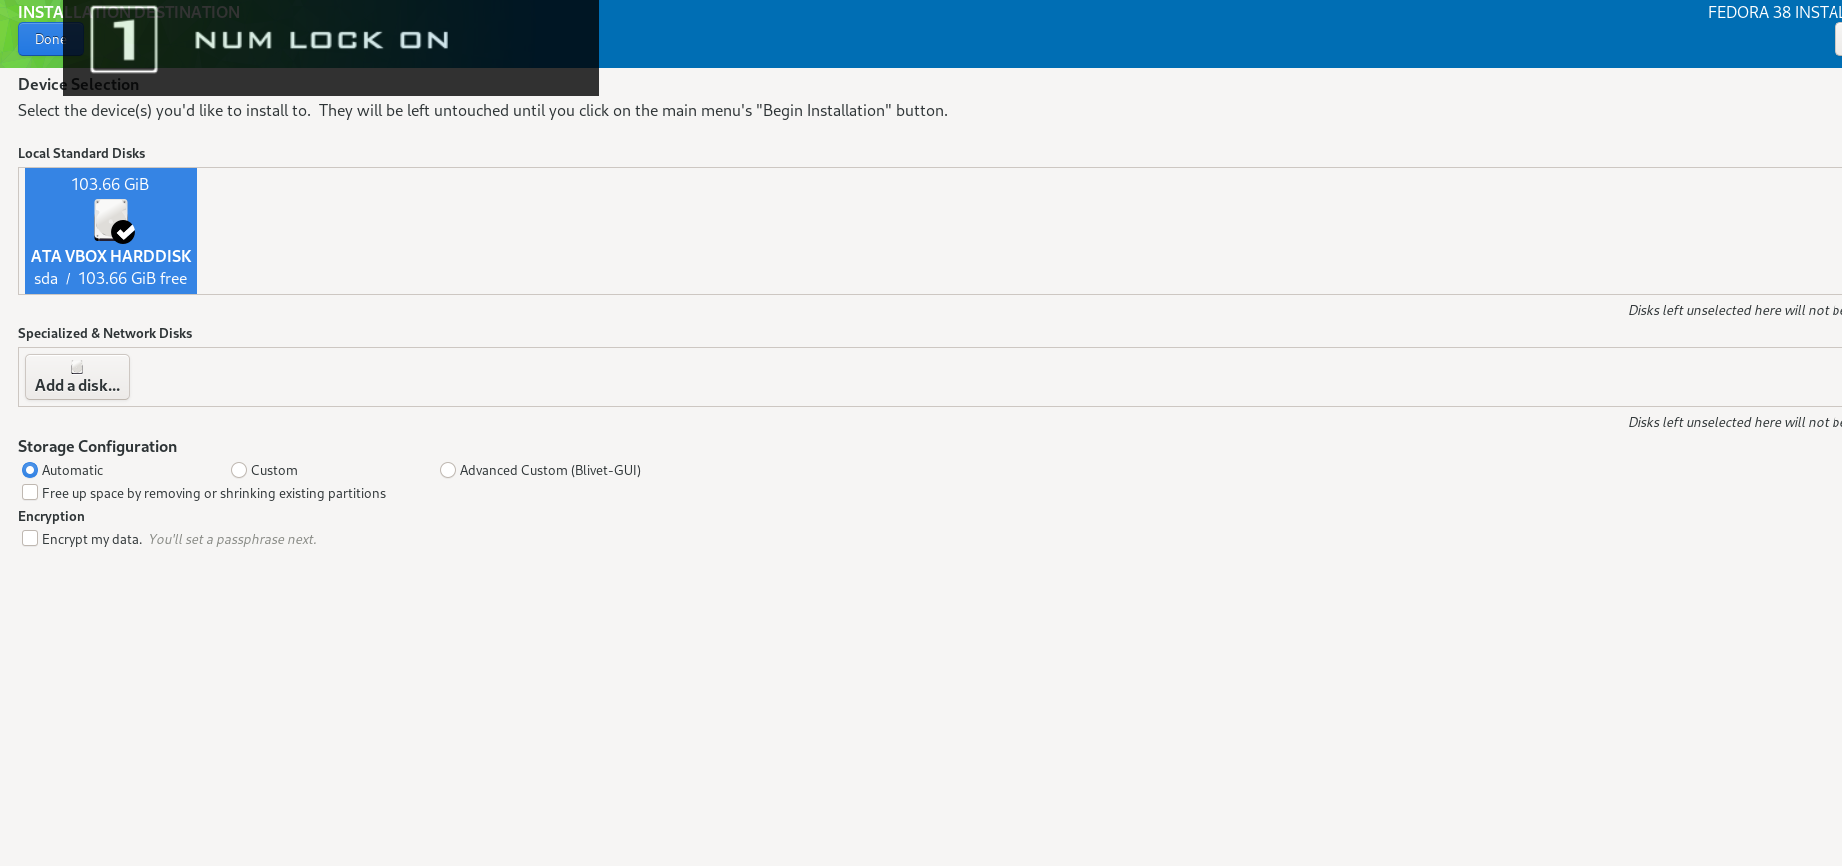 INSTALLATION DESTINATION
FEDORA 38 INSTAL
Done
1 NUM LOCK ON
Device Selection
Select the device(s) you'd like to install to.  They will be left untouched until you click on the main menu's "Begin Installation" button.
Local Standard Disks
103.66 GiB
ATA VBOX HARDDISK
sda / 103.66 GiB free
Disks left unselected here will not be
Specialized & Network Disks
Add a disk...
Disks left unselected here will not be
Storage Configuration
Automatic Custom Advanced Custom (Blivet-GUI)
Free up space by removing or shrinking existing partitions
Encryption
Encrypt my data. You'll set a passphrase next.